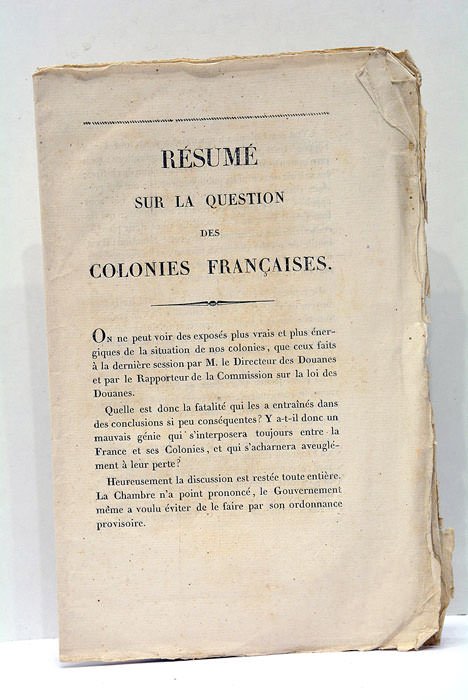 RÉSUMÉ
SUR LA QUESTION
DES
COLONIES FRANÇAISES.
ON ne peut voir des exposés plus vrais et plus éner-
giques de la situation de nos colonies, que ceux faits
à la dernière session par M. le Directeur des Douanes
et par le Rapporteur de la Commission sur la loi des
Douanes.
Quelle est donc la fatalité qui les a entraînés dans
des conclusions si peu conséquentes? Y a-t-il donc un
mauvais génie qui s'interposera toujours entre la
France et ses Colonies, et qui s'acharnera aveuglé-
ment à leur perte?
Heureusement la discussion est restée toute entière.
La Chambre n'a point prononcé, le Gouvernement
même a voulu éviter de le faire par son ordonnance
provisoire.